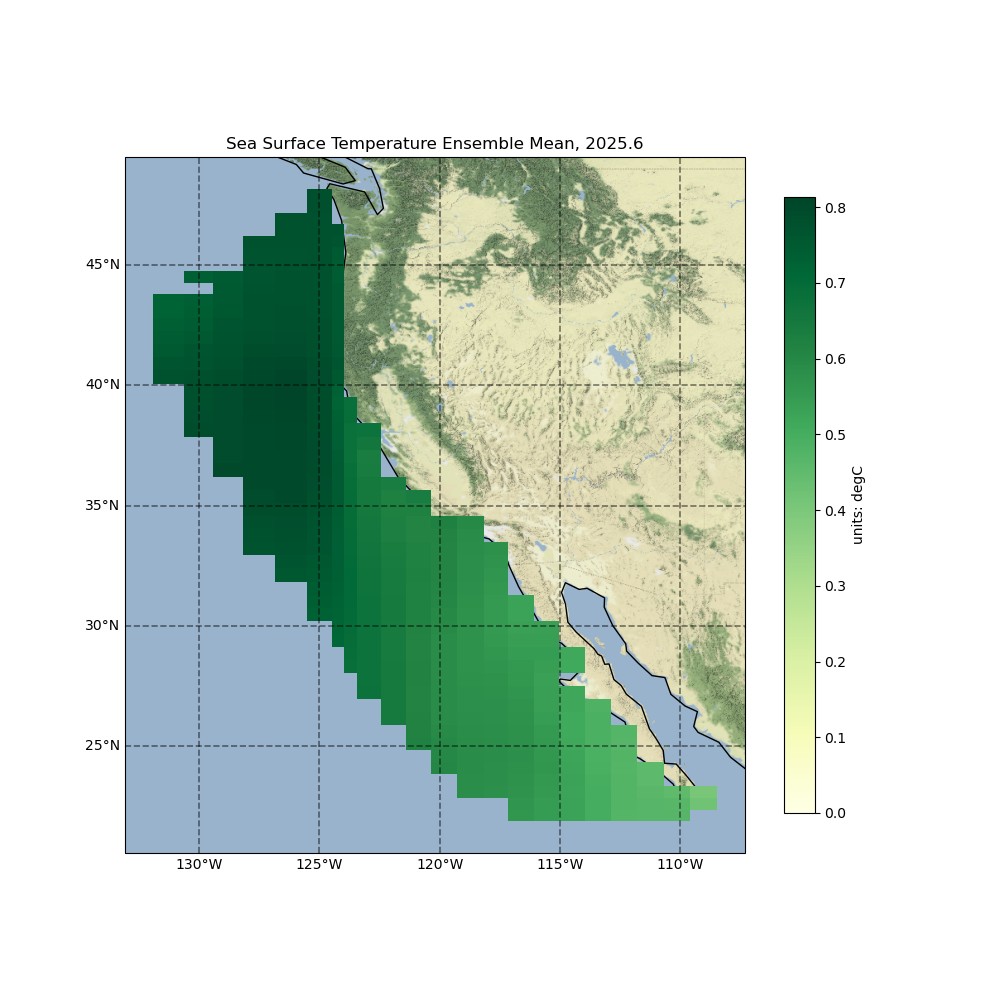 Sea Surface Temperature Ensemble Mean, 2025.6
45°N
40°N
35°N
30°N
25°N
130°W
125°W
120°W
115°W
110°W
0.8
0.7
0.6
0.5
0.4
0.3
0.2
0.1
0.0
units: degC